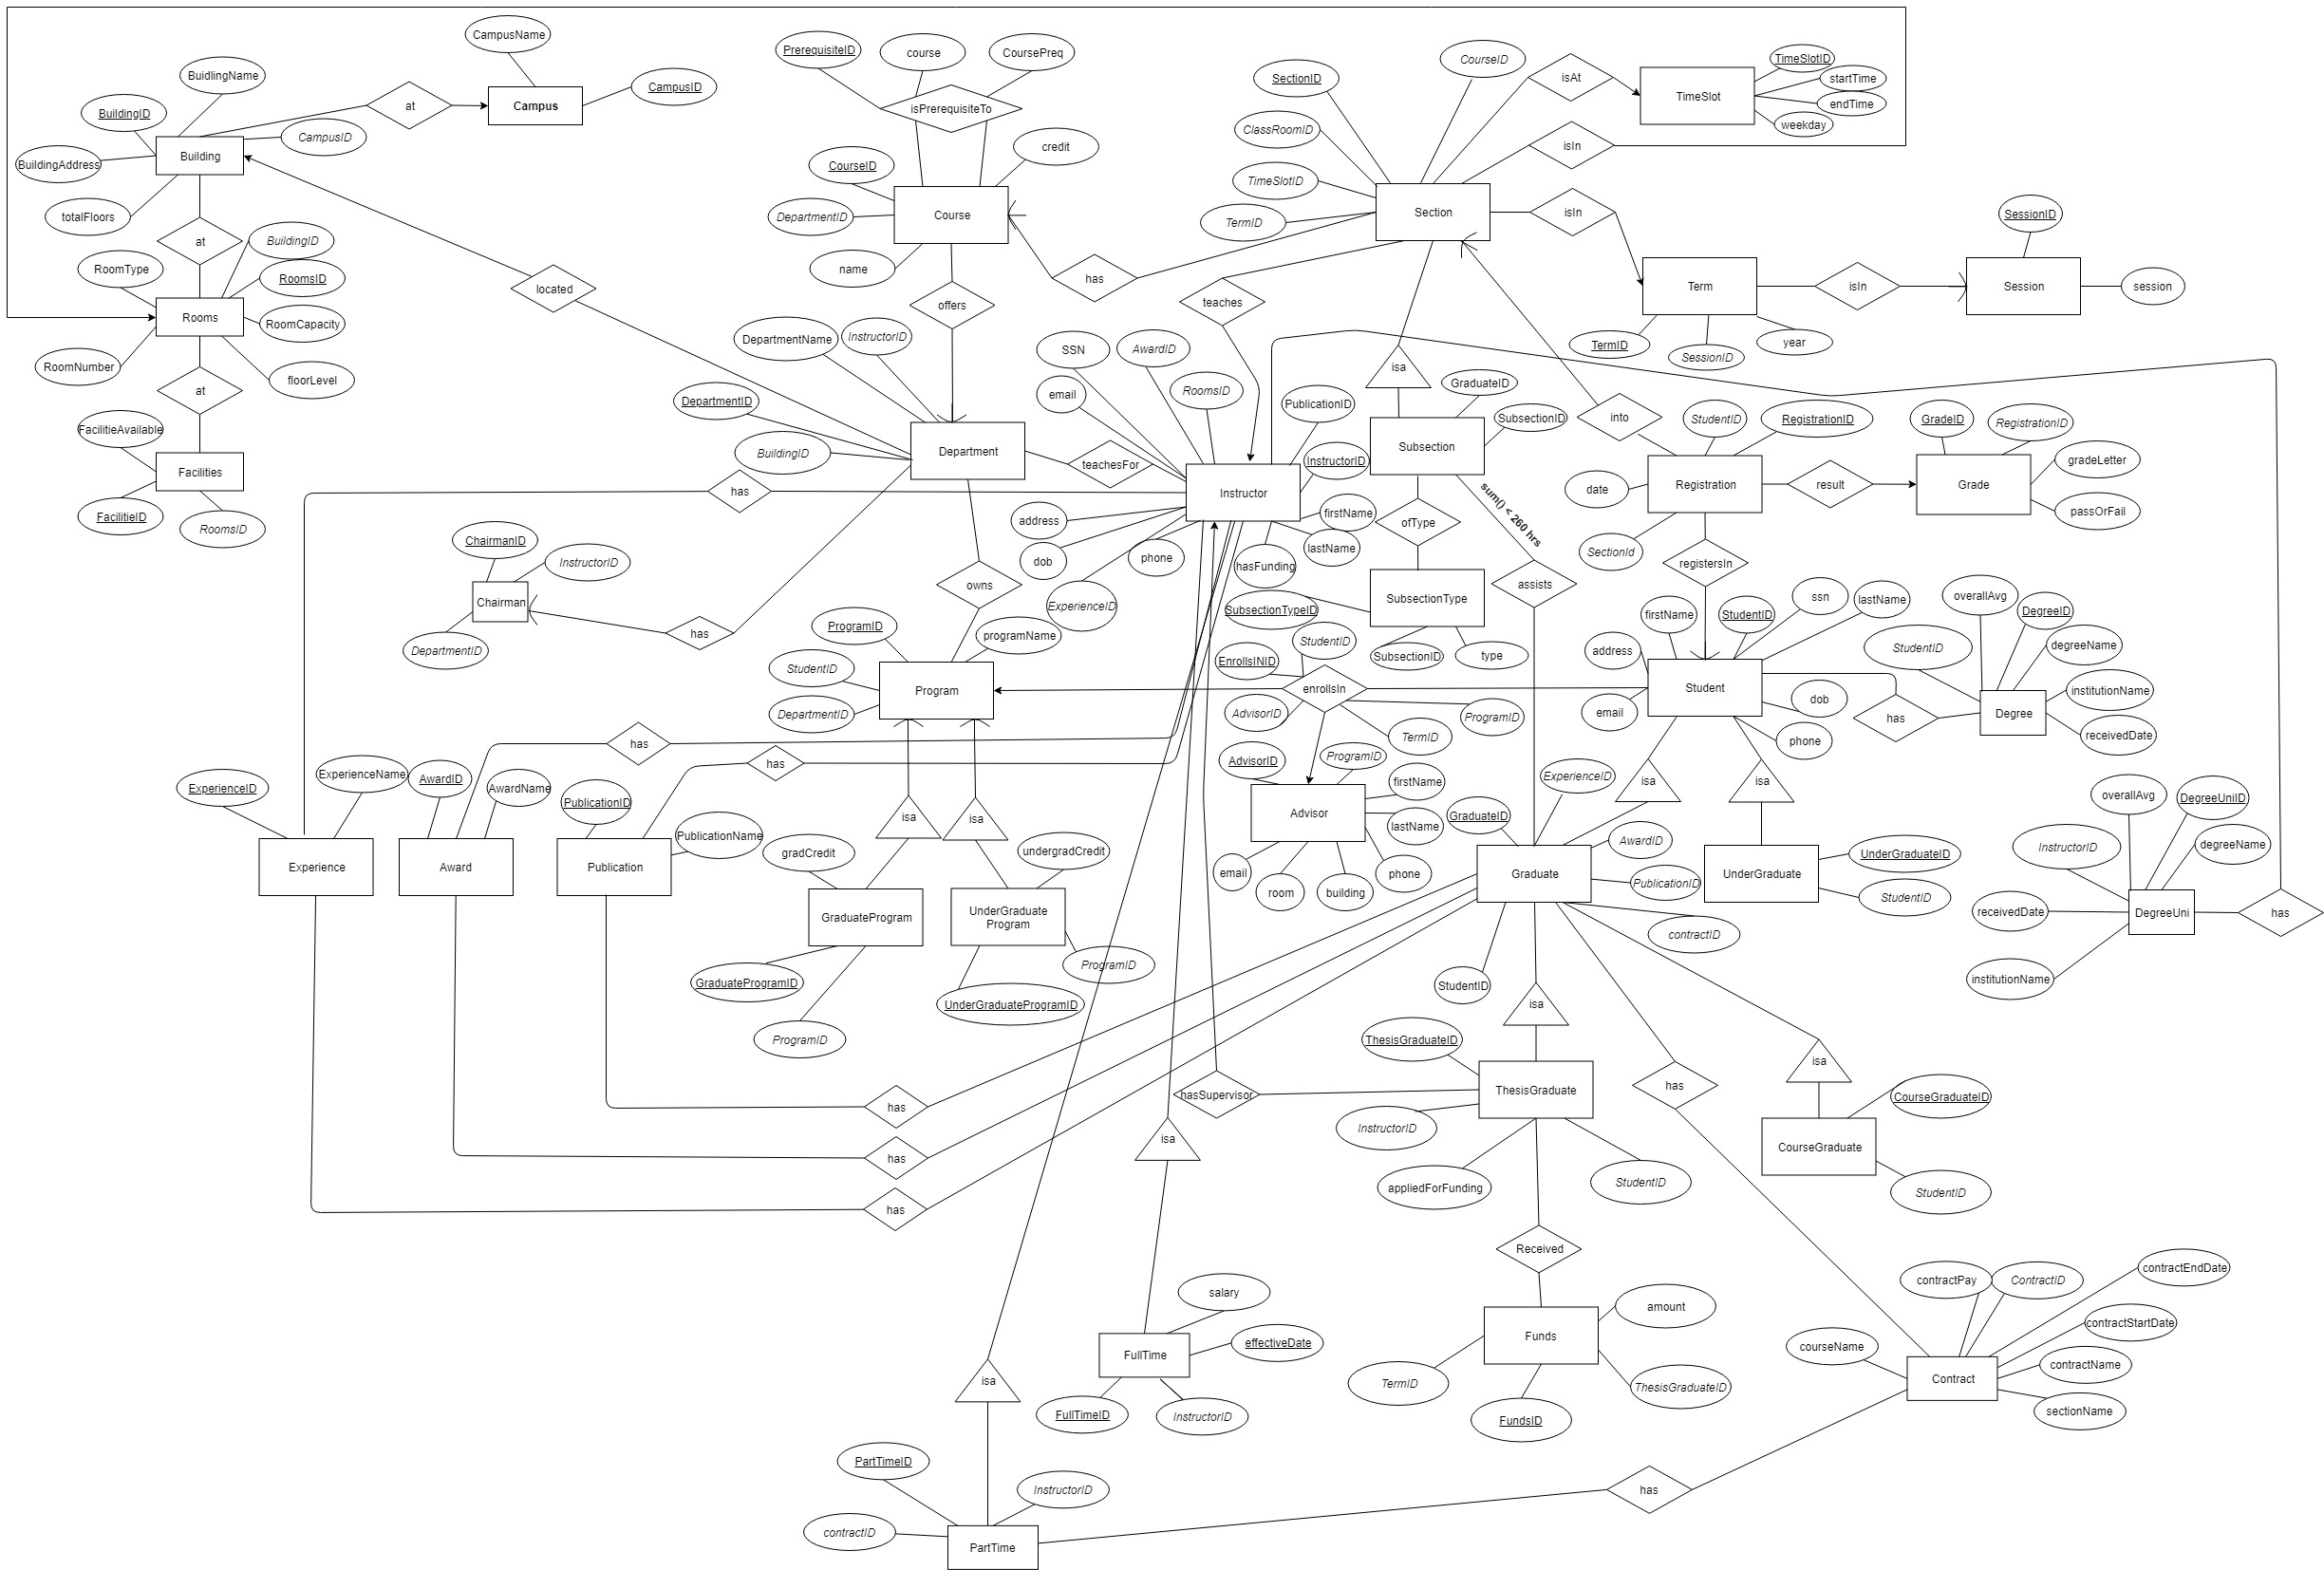 CampusName
CampusID
Campus
at
BuidlingName
BuildingID
CampusID
Building
BuildingAddress
totalFloors
at
BuildingID
RoomType
RoomsID
Rooms
RoomCapacity
RoomNumber
floorLevel
at
FacilitieAvailable
Facilities
FacilitieID
RoomsID
located
PrerequisiteID
course
CoursePreq
isPrerequisiteTo
credit
CourseID
DepartmentID
Course
name
has
offers
DepartmentName
InstructorID
DepartmentID
BuildingID
Department
teachesFor
has
ChairmanID
InstructorID
Chairman
DepartmentID
has
owns
ProgramID
programName
StudentID
Program
DepartmentID
isa
isa
gradCredit
undergradCredit
GraduateProgram
UnderGraduate
Program
GraduateProgramID
ProgramID
UnderGraduateProgramID
ProgramID
CourseID
SectionID
ClassRoomID
TimeSlotID
TermID
Section
isAt
TimeSlot
TimeSlotID
startTime
endTime
weekday
isIn
isIn
Term
TermID
SessionID
year
isIn
SessionID
Session
session
teaches
isa
SSN
AwardID
email
RoomsID
PublicationID
InstructorID
Instructor
firstName
lastName
address
dob
phone
hasFunding
ExperienceID
GraduateID
SubsectionID
Subsection
ofType
sum() < 260 hrs
assists
SubsectionType
SubsectionTypeID
SubsectionID
type
into
StudentID
RegistrationID
Registration
date
SectionId
result
GradeID
RegistrationID
Grade
gradeLetter
passOrFail
registersIn
firstName
StudentID
ssn
lastName
address
Student
email
dob
phone
has
overallAvg
DegreeID
StudentID
degreeName
institutionName
Degree
receivedDate
StudentID
EnrollsINID
enrollsIn
AdvisorID
ProgramID
TermID
AdvisorID
ProgramID
firstName
Advisor
lastName
email
room
building
phone
isa
isa
ExperienceID
GraduateID
AwardID
Graduate
PublicationID
contractID
StudentID
UnderGraduate
UnderGraduateID
StudentID
overallAvg
DegreeUniID
InstructorID
degreeName
receivedDate
DegreeUni
has
institutionName
has
has
ExperienceID
ExperienceName
AwardID
AwardName
PublicationID
PublicationName
Experience
Award
Publication
has
has
has
isa
ThesisGraduateID
ThesisGraduate
hasSupervisor
InstructorID
appliedForFunding
StudentID
has
isa
CourseGraduateID
CourseGraduate
StudentID
Received
amount
Funds
TermID
ThesisGraduateID
FundsID
isa
salary
effectiveDate
FullTime
FullTimeID
InstructorID
contractPay
ContractID
contractEndDate
contractStartDate
courseName
contractName
Contract
sectionName
isa
PartTimeID
InstructorID
contractID
PartTime
has